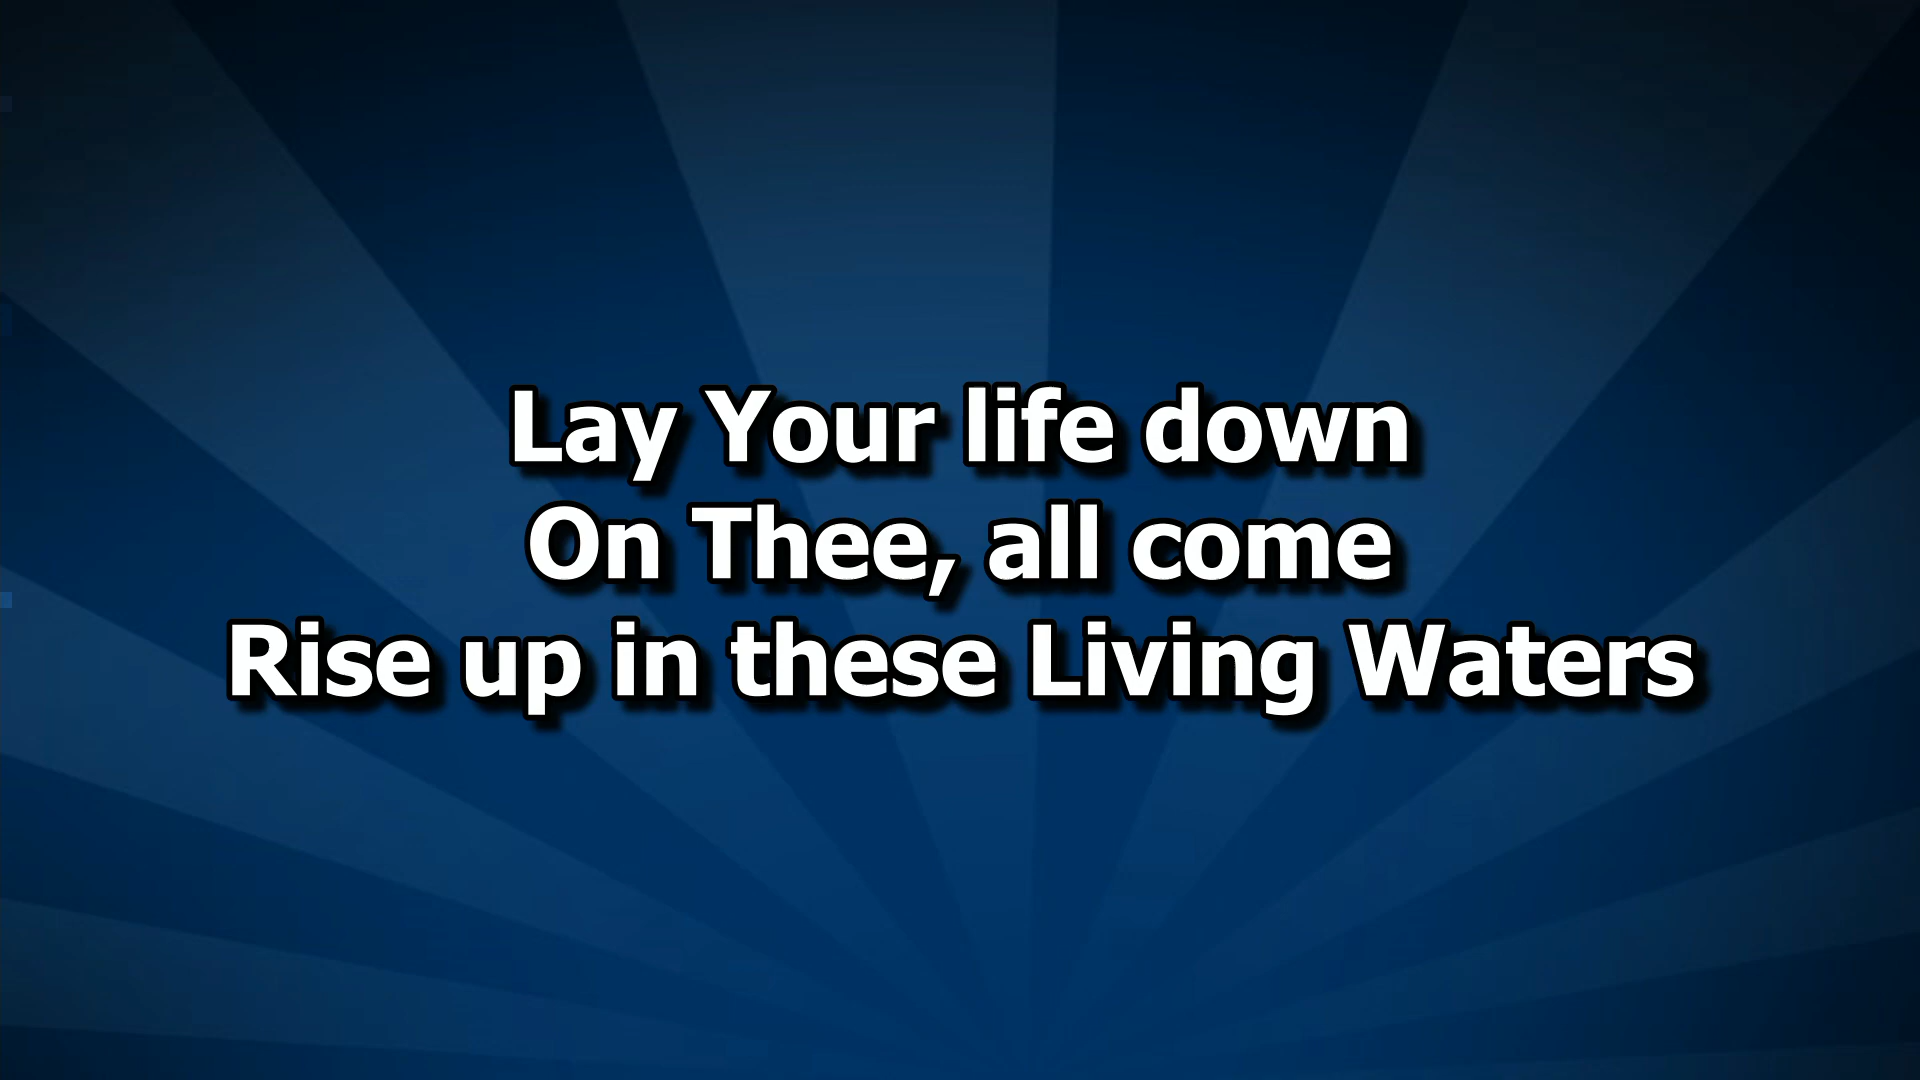 Lay Your life down
On Thee, all come
Rise up in these Living Waters